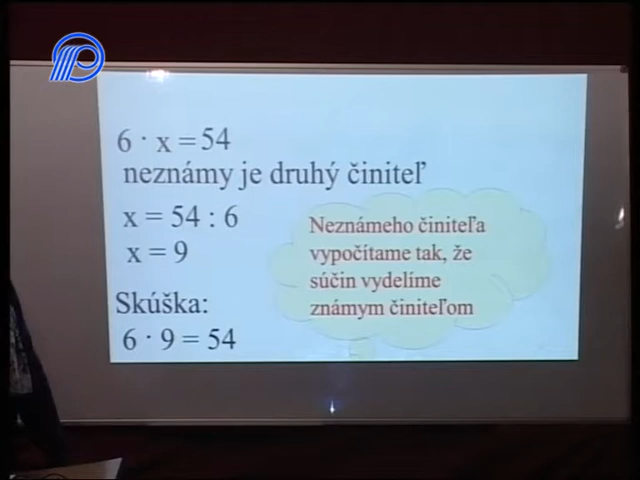 6 · x = 54
neznámy je druhý činiteľ
x = 54 : 6
x = 9
Skúška:
6 · 9 = 54
Neznámeho činiteľa
vypočítame tak, že
súčin vydelíme
známym činiteľom